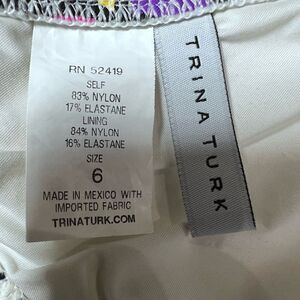 RN 52419
SELF
83% NYLON
17% ELASTANE
LINING
84% NYLON
16% ELASTANE
SIZE
6
MADE IN MEXICO WITH
IMPORTED FABRIC
TRINATURK.COM
TRINA TURK